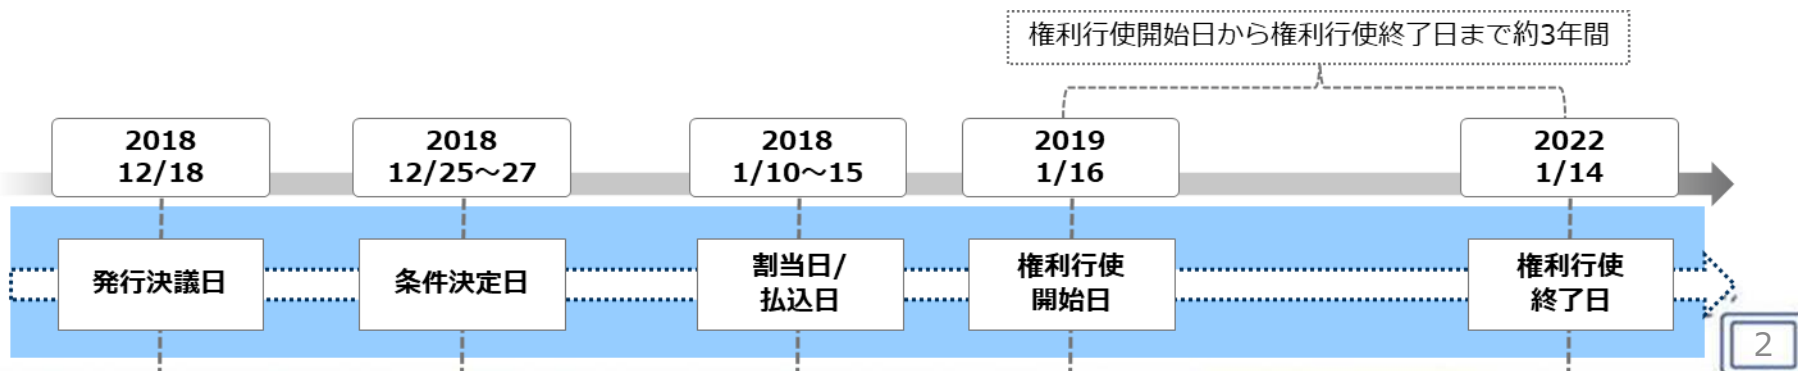 権利行使開始日から権利行使終了日まで約3年間
2018
12/18
2018
12/25～27
2018
1/10～15
2019
1/16
2022
1/14
発行決議日
条件決定日
割当日/
払込日
権利行使
開始日
権利行使
終了日
2